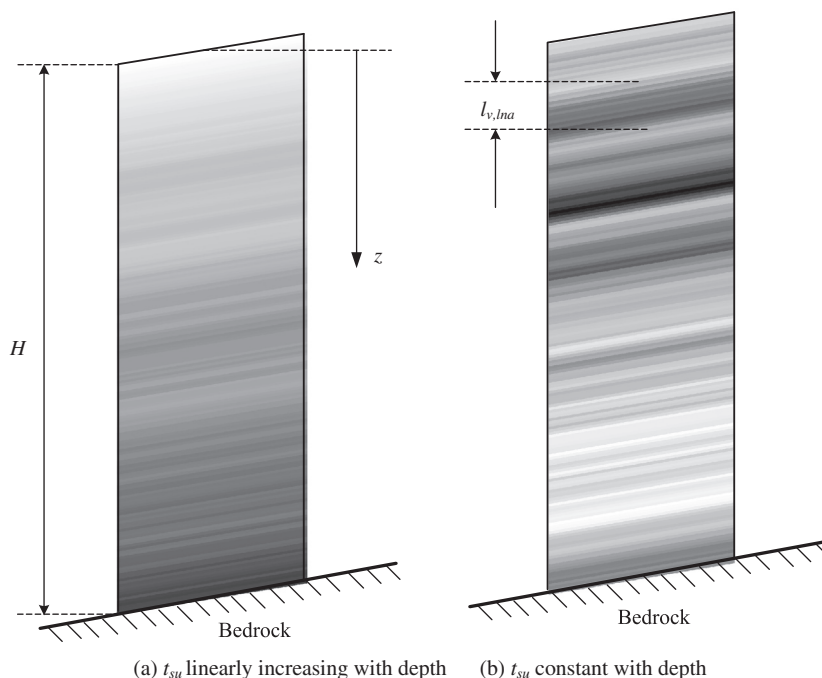 l_{v,lna}
z
H
Bedrock
Bedrock
(a) t_{su} linearly increasing with depth
(b) t_{su} constant with depth